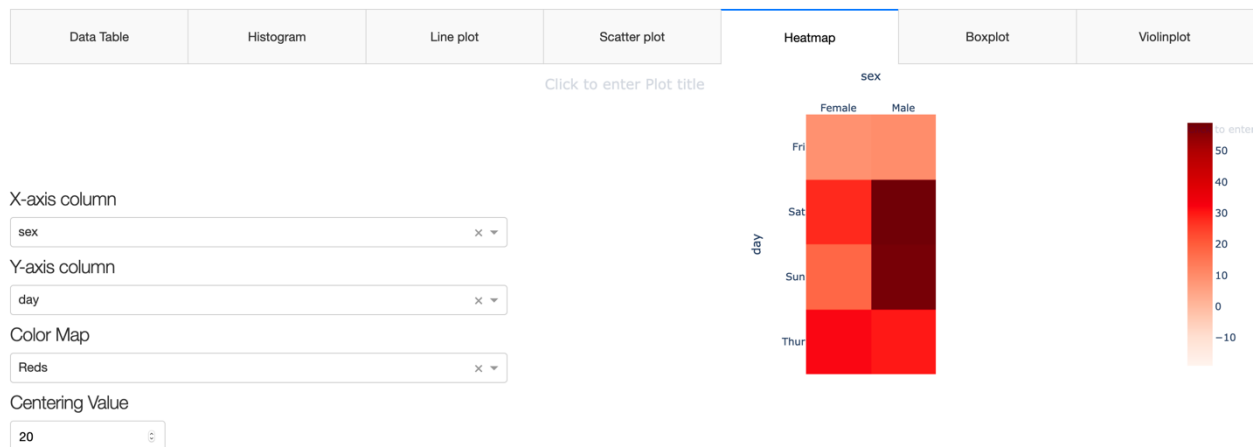 Data Table
Histogram
Line plot
Scatter plot
Heatmap
Boxplot
Violinplot
Click to enter Plot title
sex
Female Male
to enter
Fri
Sat
Sun
Thur
day
50
40
30
20
10
0
−10
X-axis column
sex
Y-axis column
day
Color Map
Reds
Centering Value
20